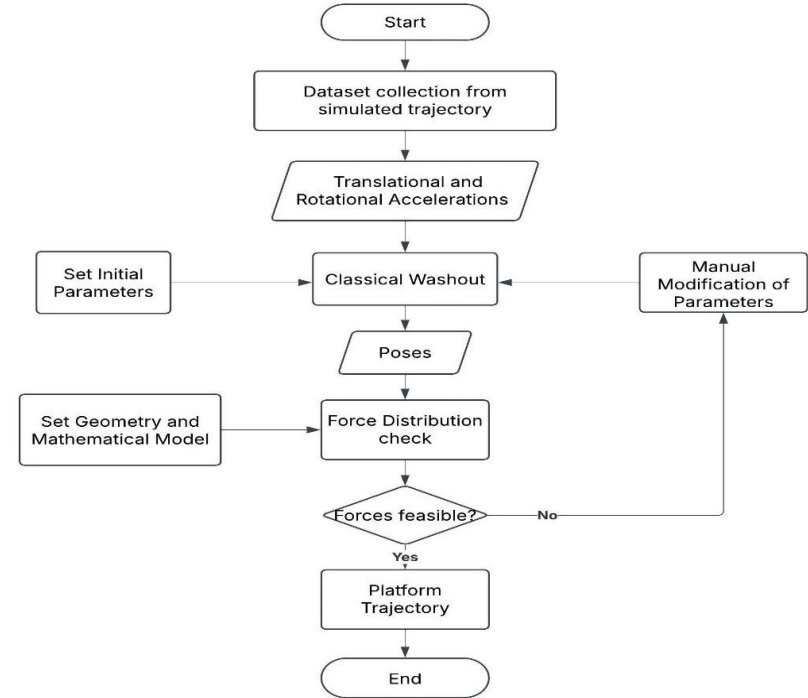 Start
Dataset collection from
simulated trajectory
Translational and
Rotational Accelerations
Set Initial
Parameters
Classical Washout
Manual
Modification of
Parameters
Poses
Set Geometry and
Mathematical Model
Force Distribution
check
Forces feasible?
No
Yes
Platform
Trajectory
End